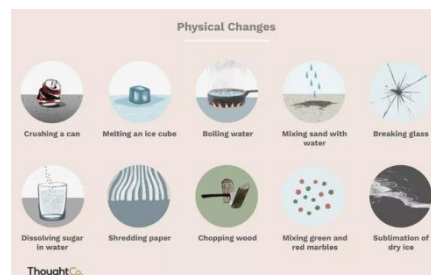 Physical Changes
Crushing a can
Melting an ice cube
Boiling water
Mixing sand with
water
Breaking glass
Dissolving sugar
in water
Shredding paper
Chopping wood
Mixing green and
red marbles
Sublimation of
dry ice
ThoughtCo.